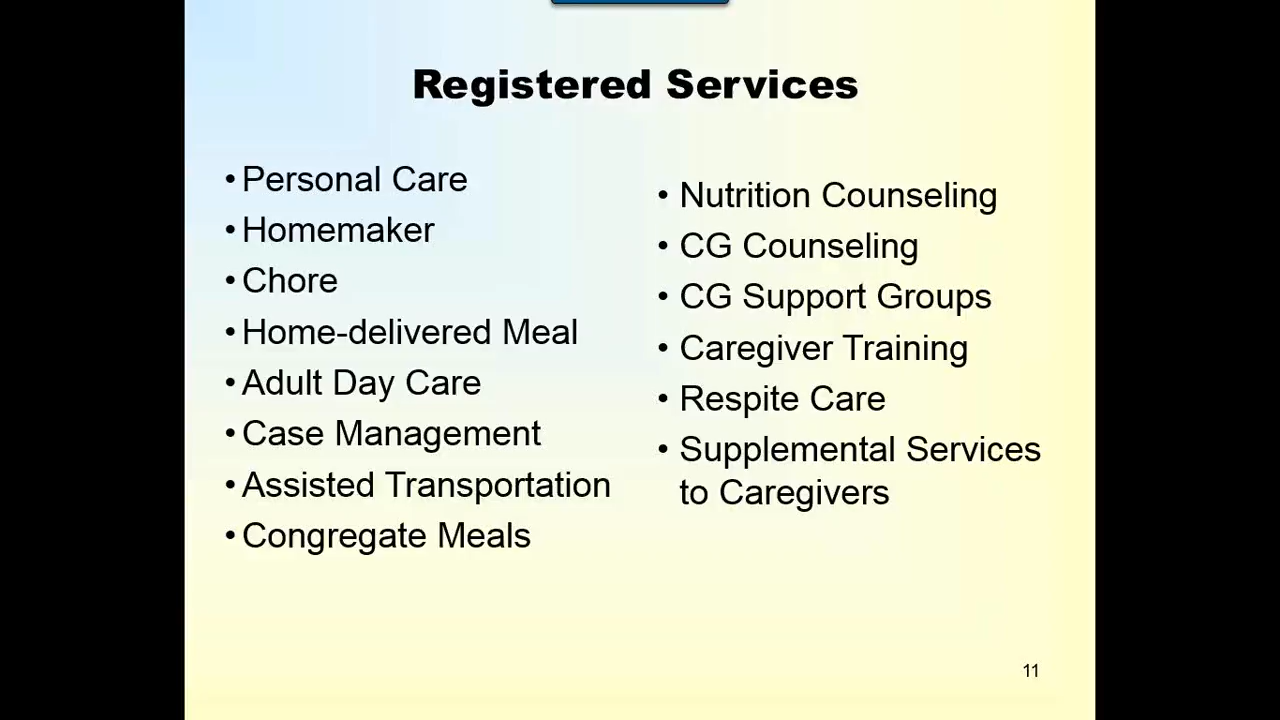 Registered Services
•Personal Care
•Homemaker
•Chore
•Home-delivered Meal
•Adult Day Care
•Case Management
•Assisted Transportation
•Congregate Meals
• Nutrition Counseling
• CG Counseling
• CG Support Groups
• Caregiver Training
• Respite Care
• Supplemental Services
to Caregivers
11